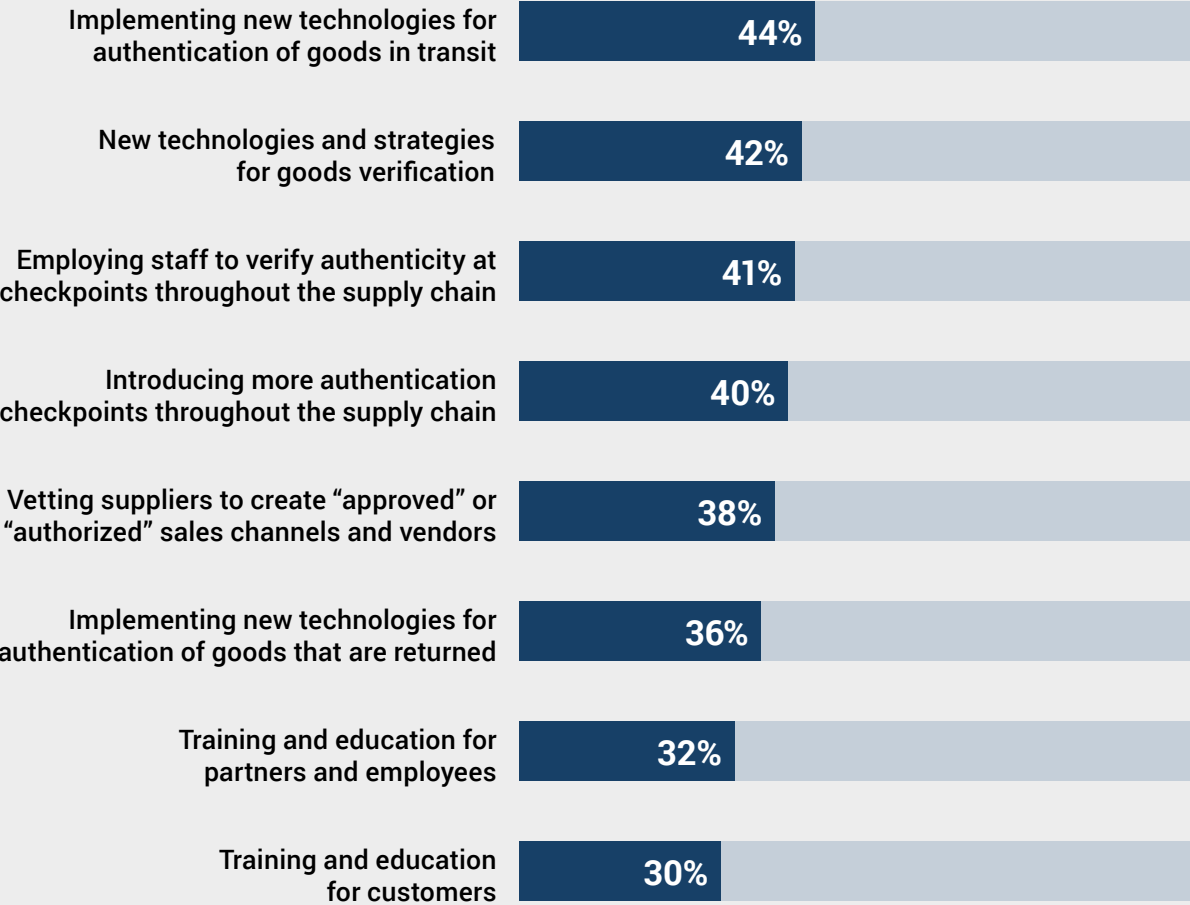 Implementing new technologies for
authentication of goods in transit
44%
New technologies and strategies
for goods verification
42%
Employing staff to verify authenticity at
checkpoints throughout the supply chain
41%
Introducing more authentication
checkpoints throughout the supply chain
40%
Vetting suppliers to create “approved” or
“authorized” sales channels and vendors
38%
Implementing new technologies for
authentication of goods that are returned
36%
Training and education for
partners and employees
32%
Training and education
for customers
30%